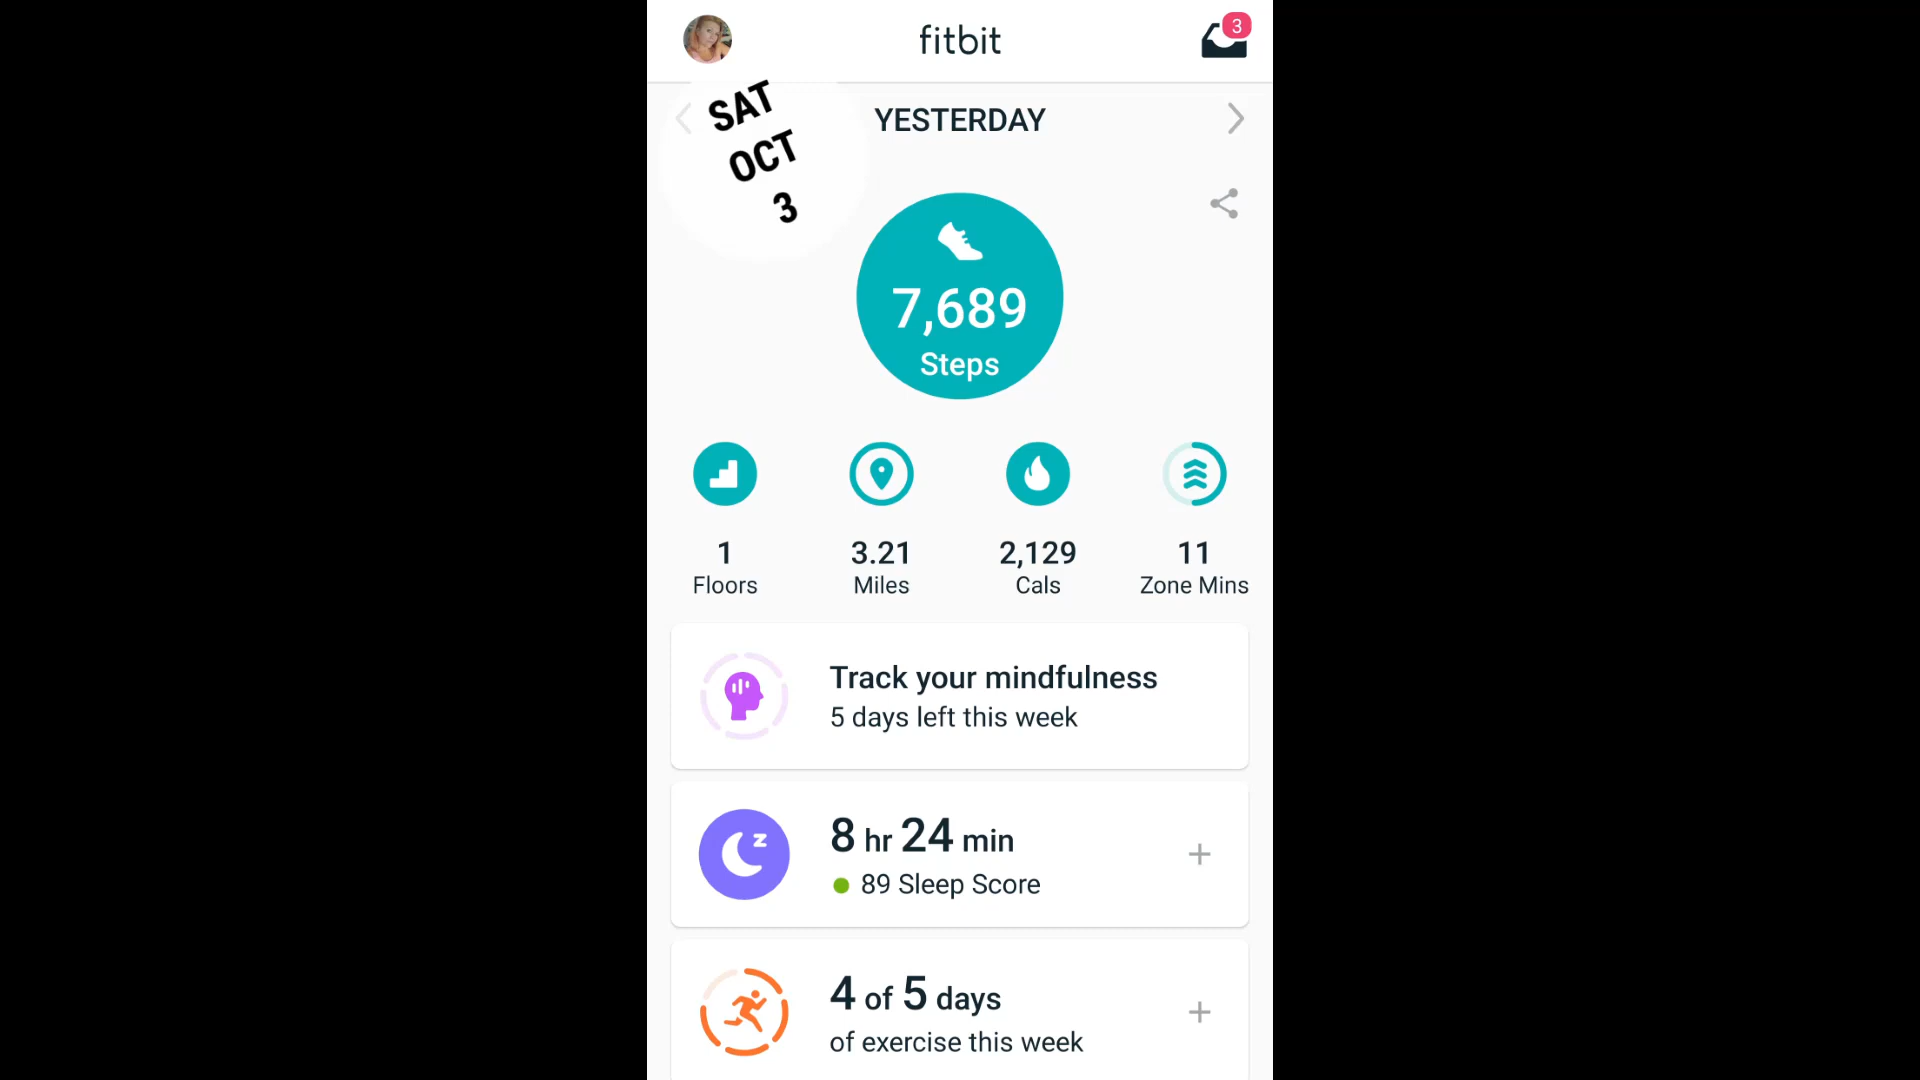 fitbit
3
SAT
OCT
3
YESTERDAY
7,689
Steps
1
Floors
3.21
Miles
2,129
Cals
11
Zone Mins
Track your mindfulness
5 days left this week
8 hr 24 min
89 Sleep Score
4 of 5 days
of exercise this week